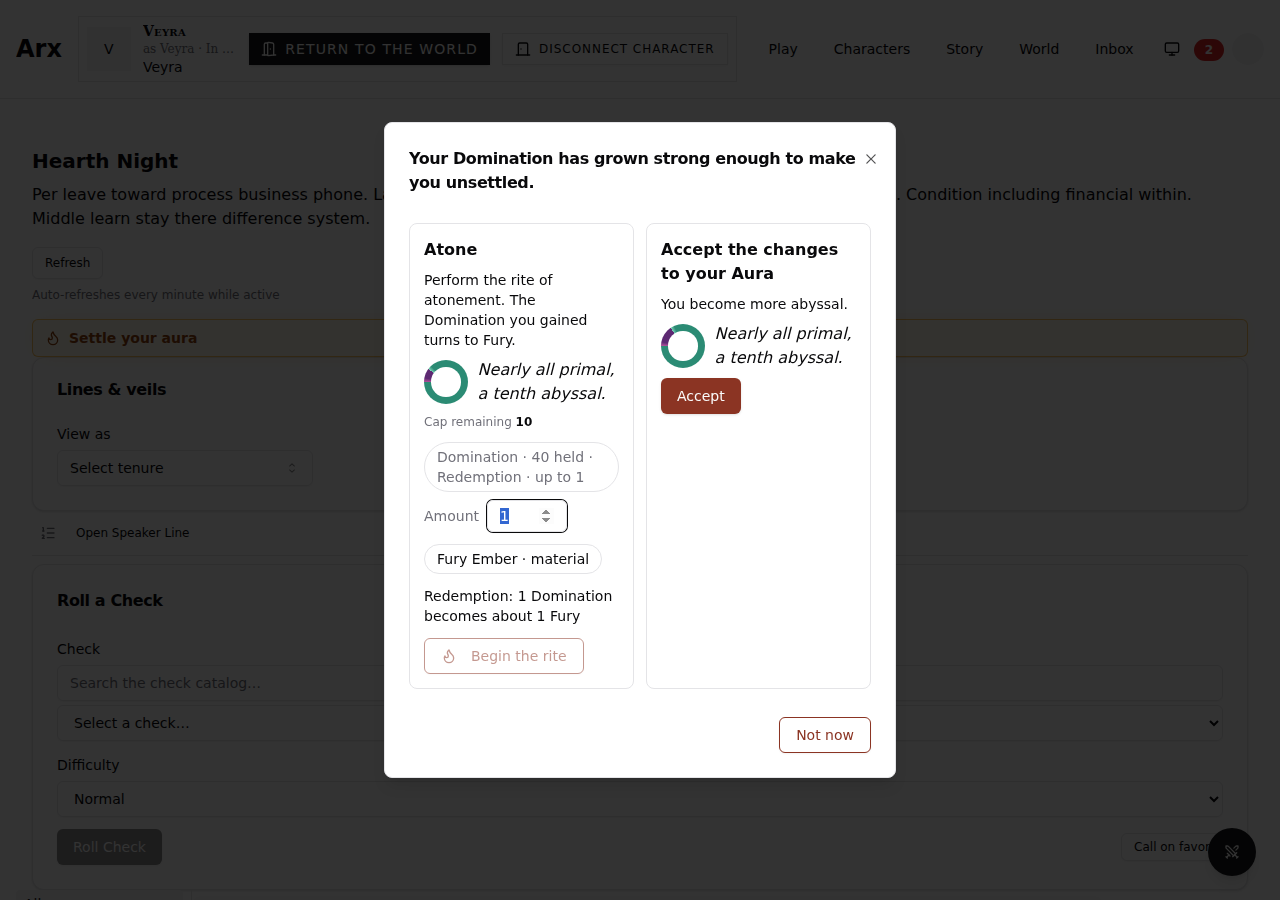 Arx
V
Veyra
as Veyra · In ...
Veyra
RETURN TO THE WORLD
DISCONNECT CHARACTER
Play
Characters
Story
World
Inbox
2
Hearth Night
Per leave toward process business phone.
. Condition including financial within.
Middle learn stay there difference system.
Refresh
Auto-refreshes every minute while active
Settle your aura
Lines & veils
View as
Select tenure
Open Speaker Line
Roll a Check
Check
Search the check catalog...
Select a check...
Difficulty
Normal
Roll Check
Call on favor
Your Domination has grown strong enough to make
you unsettled.
Atone
Perform the rite of
atonement. The
Domination you gained
turns to Fury.
Nearly all primal,
a tenth abyssal.
Cap remaining 10
Domination · 40 held ·
Redemption · up to 1
Amount
1
Fury Ember · material
Redemption: 1 Domination
becomes about 1 Fury
Begin the rite
Accept the changes
to your Aura
You become more abyssal.
Nearly all primal,
a tenth abyssal.
Accept
Not now